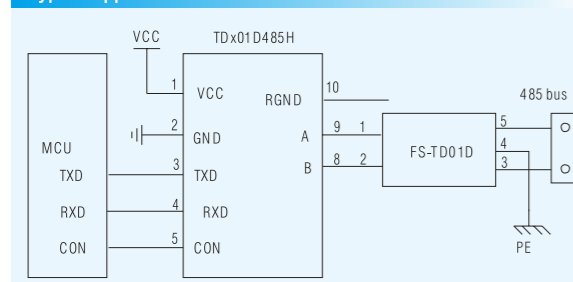 VCC
TDx01D485H
1
VCC
RGND
10
485 bus
2
GND
A
9
1
5
MCU
FS-TD01D
4
B
8
2
3
TXD
3
TXD
RXD
4
RXD
CON
5
CON
PE